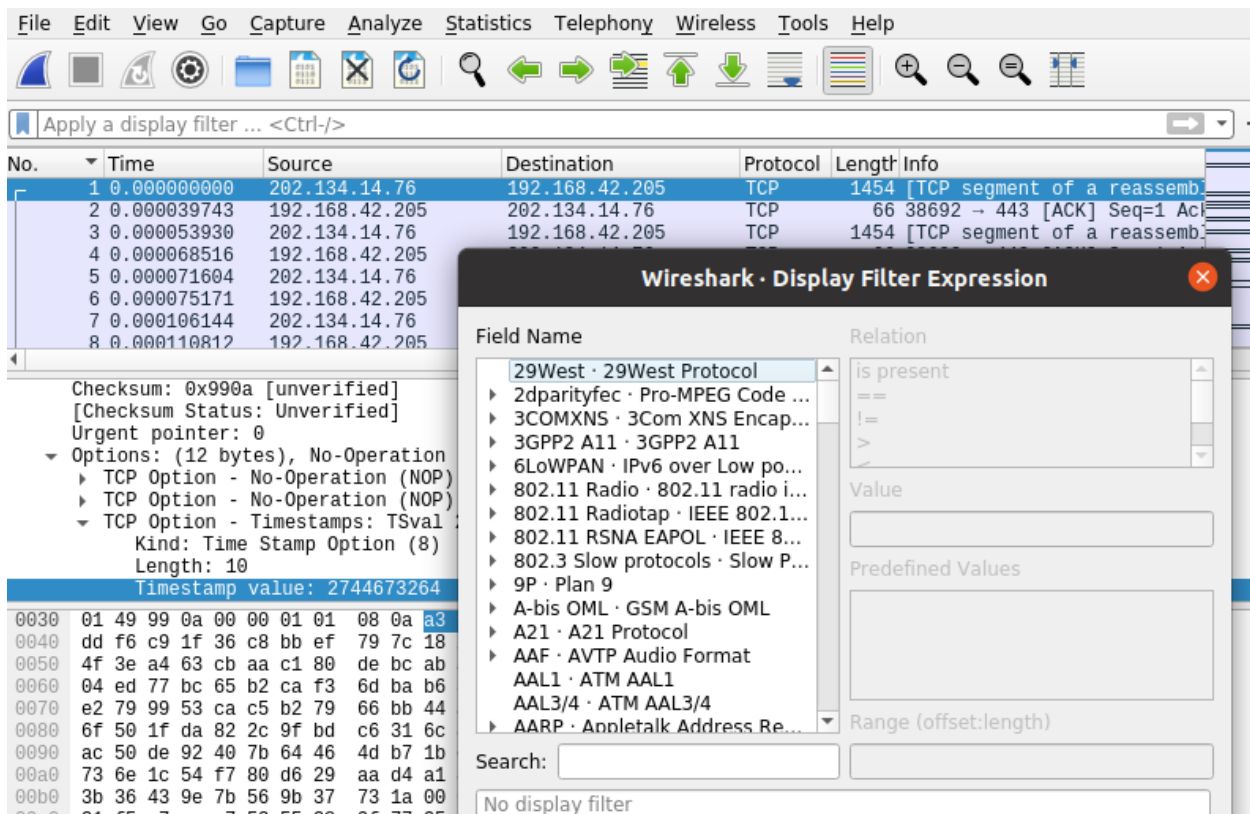 File Edit View Go Capture Analyze Statistics Telephony Wireless Tools Help
Apply a display filter ... <Ctrl-/>
No. Time Source Destination Protocol Length Info
1 0.000000000 202.134.14.76 192.168.42.205 TCP 1454 [TCP segment of a reassembl
2 0.000039743 192.168.42.205 202.134.14.76 TCP 66 38692 → 443 [ACK] Seq=1 Ack
3 0.000053930 202.134.14.76 192.168.42.205 TCP 1454 [TCP segment of a reassembl
4 0.000068516 192.168.42.205
5 0.000071604 202.134.14.76
6 0.000075171 192.168.42.205
7 0.000106144 202.134.14.76
8 0.000110812 192.168.42.205
Checksum: 0x990a [unverified]
[Checksum Status: Unverified]
Urgent pointer: 0
Options: (12 bytes), No-Operation
TCP Option - No-Operation (NOP)
TCP Option - No-Operation (NOP)
TCP Option - Timestamps: TSval
Kind: Time Stamp Option (8)
Length: 10
Timestamp value: 2744673264
0030 01 49 99 0a 00 00 01 01 08 0a a3
0040 dd f6 c9 1f 36 c8 bb ef 79 7c 18
0050 4f 3e a4 63 cb aa c1 80 de bc ab
0060 04 ed 77 bc 65 b2 ca f3 6d ba b6
0070 e2 79 99 53 ca c5 b2 79 66 bb 44
0080 6f 50 1f da 82 2c 9f bd c6 31 6c
0090 ac 50 de 92 40 7b 64 46 4d b7 1b
00a0 73 6e 1c 54 f7 80 d6 29 aa d4 a1
00b0 3b 36 43 9e 7b 56 9b 37 73 1a 00
Wireshark · Display Filter Expression
Field Name
29West · 29West Protocol
2dparityfec · Pro-MPEG Code ...
3COMXNS · 3Com XNS Encap...
3GPP2 A11 · 3GPP2 A11
6LoWPAN · IPv6 over Low po...
802.11 Radio · 802.11 radio i...
802.11 Radiotap · IEEE 802.1...
802.11 RSNA EAPOL · IEEE 8...
802.3 Slow protocols · Slow P...
9P · Plan 9
A-bis OML · GSM A-bis OML
A21 · A21 Protocol
AAF · AVTP Audio Format
AAL1 · ATM AAL1
AAL3/4 · ATM AAL3/4
AARP · Appletalk Address Re...
Search:
No display filter
Relation
is present
==
!=
>
<
Value
Predefined Values
Range (offset:length)